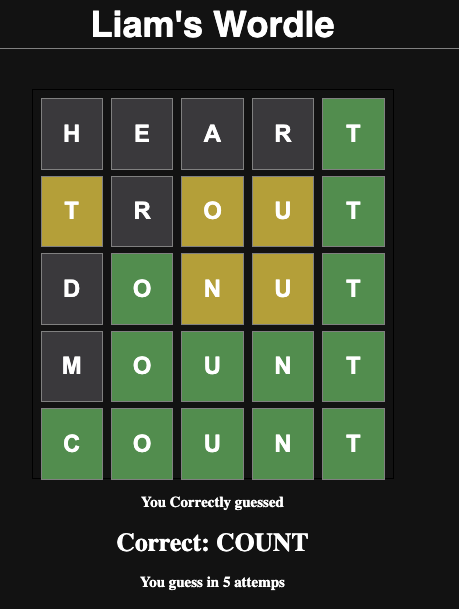 Liam's Wordle
H E A R T
T R O U T
D O N U T
M O U N T
C O U N T
You Correctly guessed
Correct: COUNT
You guess in 5 attemps